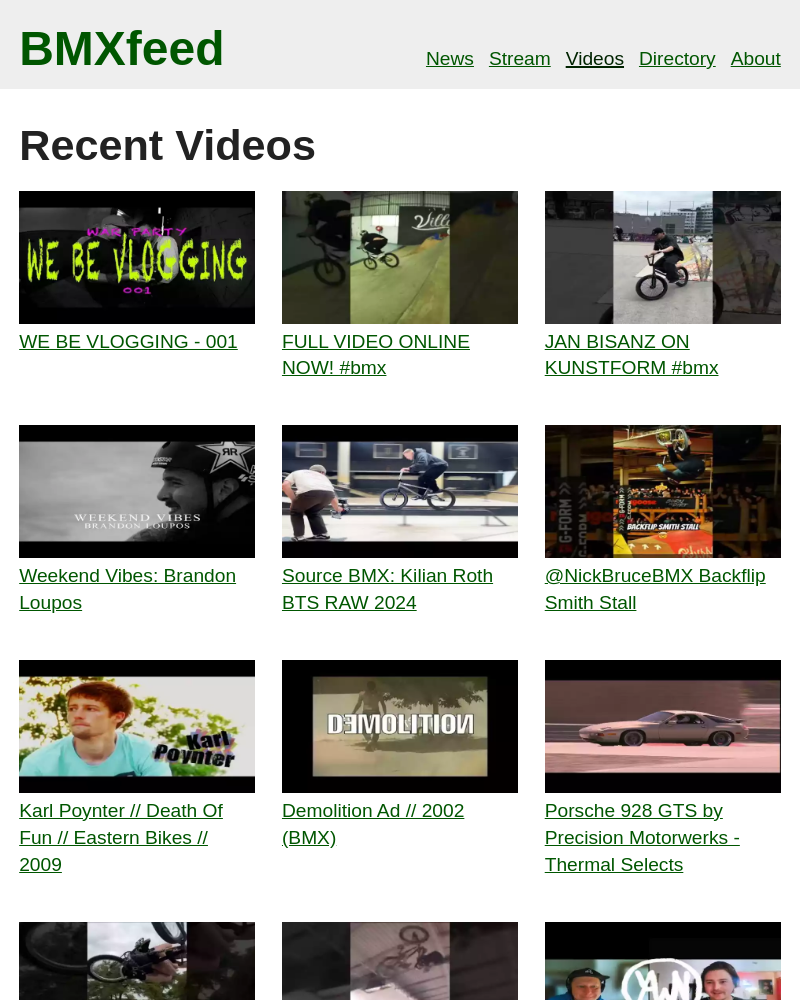 BMXfeed
News Stream Videos Directory About
Recent Videos
WAR PARTY
WE BE VLOGGING
001
WE BE VLOGGING - 001
FULL VIDEO ONLINE
NOW! #bmx
JAN BISANZ ON
KUNSTFORM #bmx
WEEKEND VIBES
BRANDON LOUPOS
Weekend Vibes: Brandon
Loupos
Source BMX: Kilian Roth
BTS RAW 2024
G-FORM >>
BACKFLIP SMITH STALL
@NickBruceBMX Backflip
Smith Stall
Karl
Poynter
Karl Poynter // Death Of
Fun // Eastern Bikes //
2009
DEMOLITION
Demolition Ad // 2002
(BMX)
Porsche 928 GTS by
Precision Motorwerks -
Thermal Selects